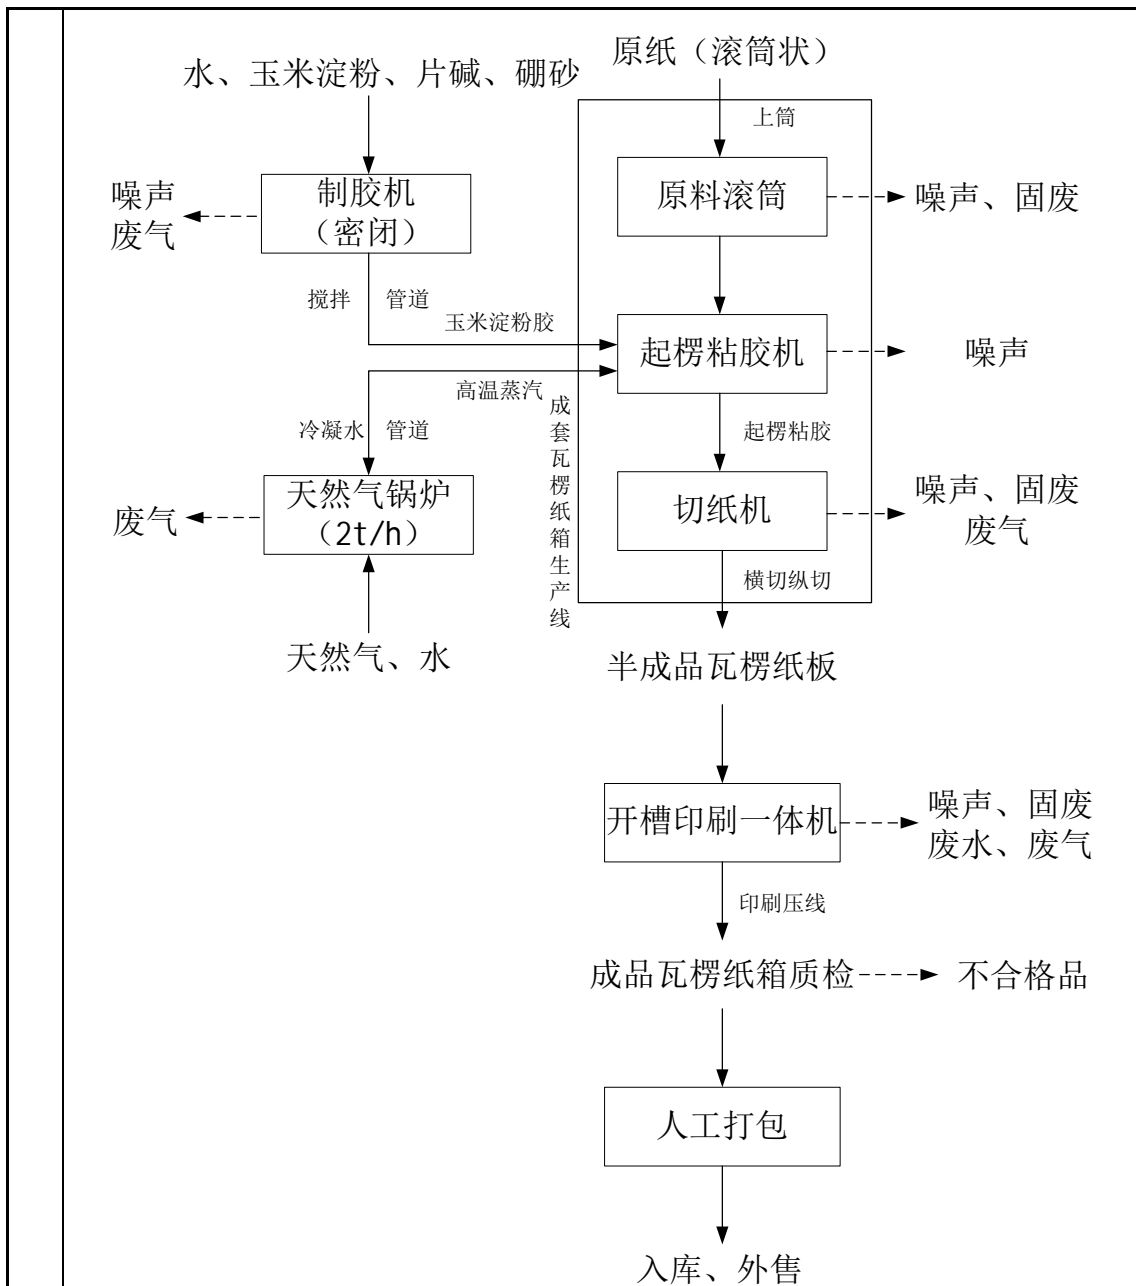 原纸（滚筒状）
水、玉米淀粉、片碱、硼砂
上筒
噪声
废气
制胶机
（密闭）
原料滚筒
噪声、固废
搅拌
管道
玉米淀粉胶
起楞粘胶机
噪声
高温蒸汽
成套瓦楞纸箱生产线
冷凝水
管道
起楞粘胶
废气
天然气锅炉
（2t/h）
切纸机
噪声、固废
废气
横切纵切
天然气、水
半成品瓦楞纸板
开槽印刷一体机
噪声、固废
废水、废气
印刷压线
成品瓦楞纸箱质检
不合格品
人工打包
入库、外售